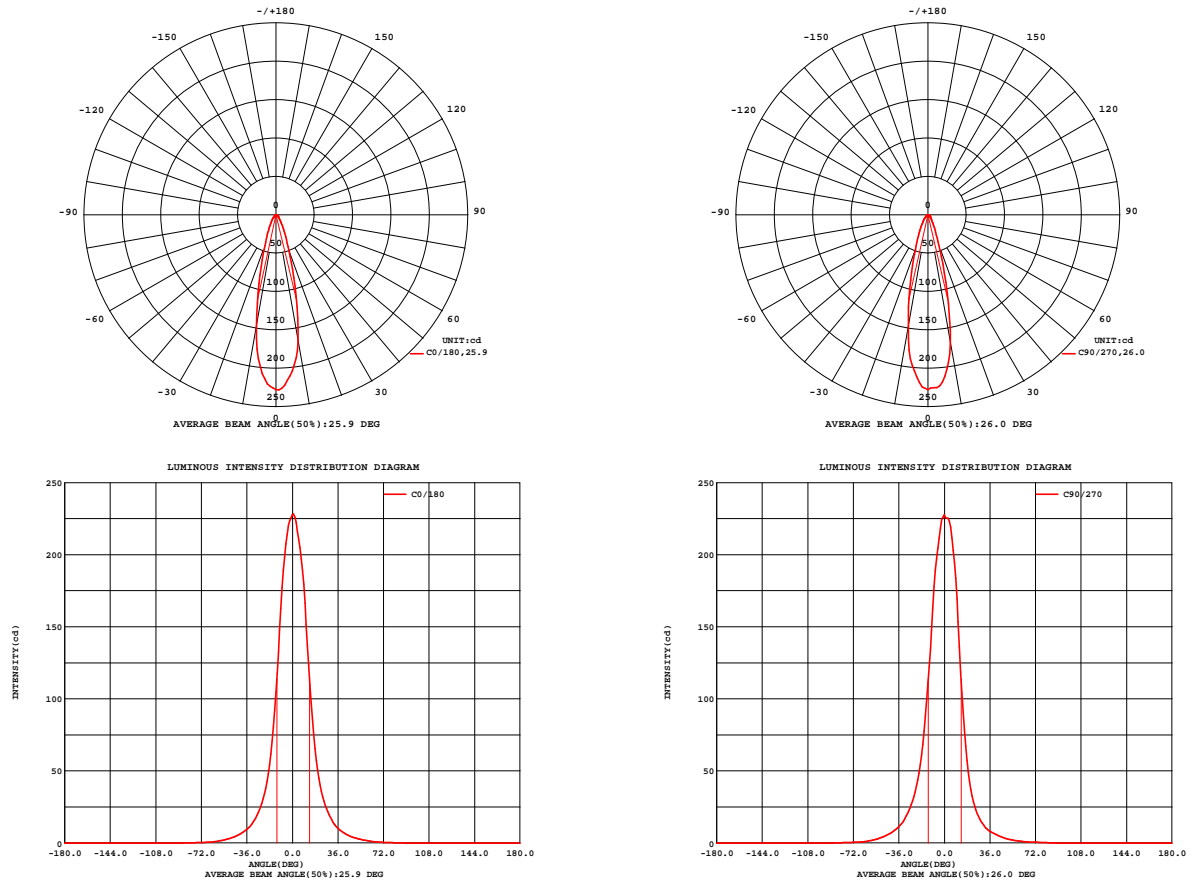 -/+180
-150 150
-120 120
-90 90
-60 60
-30 30
0
50
100
150
200
250
0
UNIT:cd
C0/180,25.9
AVERAGE BEAM ANGLE(50%):25.9 DEG
-/+180
-150 150
-120 120
-90 90
-60 60
-30 30
0
50
100
150
200
250
0
UNIT:cd
C90/270,26.0
AVERAGE BEAM ANGLE(50%):26.0 DEG
LUMINOUS INTENSITY DISTRIBUTION DIAGRAM
C0/180
250
200
150
100
50
0
INTENSITY(cd)
-180.0 -144.0 -108.0 -72.0 -36.0 0.0 36.0 72.0 108.0 144.0 180.0
ANGLE(DEG)
AVERAGE BEAM ANGLE(50%):25.9 DEG
LUMINOUS INTENSITY DISTRIBUTION DIAGRAM
C90/270
250
200
150
100
50
0
INTENSITY(cd)
-180.0 -144.0 -108.0 -72.0 -36.0 0.0 36.0 72.0 108.0 144.0 180.0
ANGLE(DEG)
AVERAGE BEAM ANGLE(50%):26.0 DEG